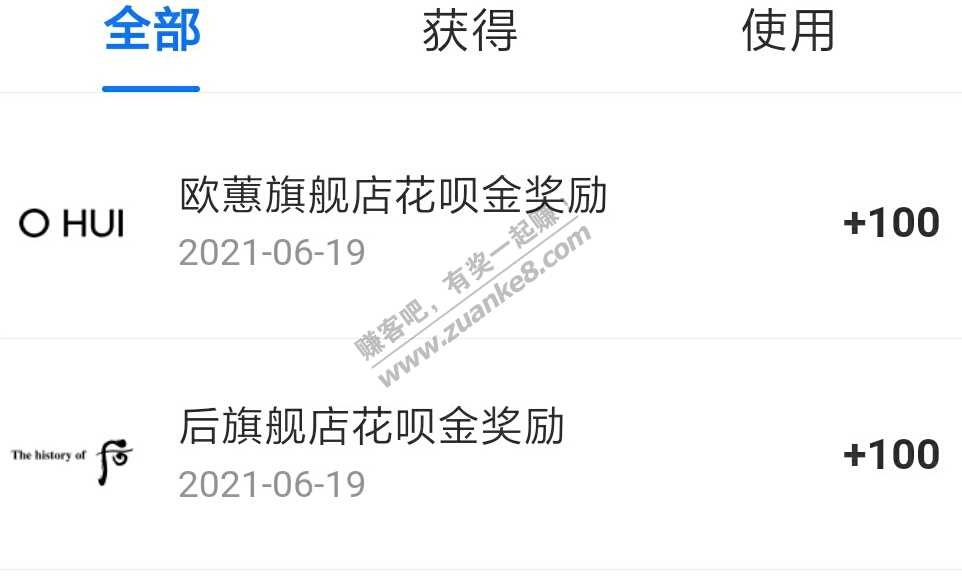 全部 获得 使用
欧蕙旗舰店花呗金奖励
2021-06-19
O HUI
+100
赚客吧，有奖一起赚！
www.zuanke8.com
后旗舰店花呗金奖励
2021-06-19
The history of 后
+100